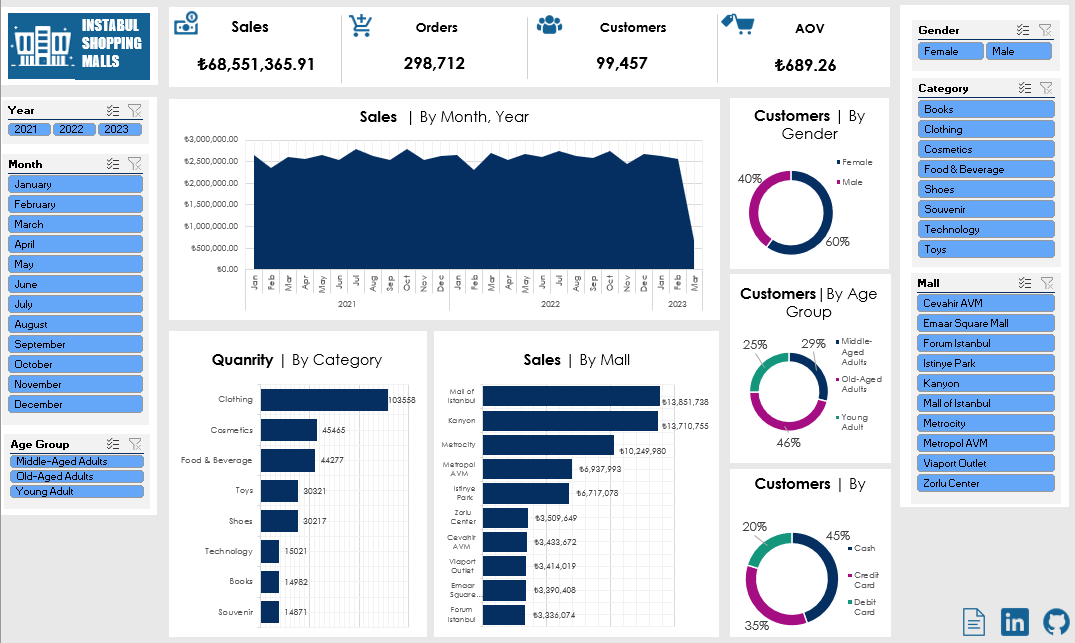 INSTABUL
SHOPPING
MALLS
Sales
₺68,551,365.91
Orders
298,712
Customers
99,457
AOV
₺689.26
Year
2021 2022 2023
Month
January
February
March
April
May
June
July
August
September
October
November
December
Age Group
Middle-Aged Adults
Old-Aged Adults
Young Adult
Sales | By Month, Year
₺3,000,000.00
₺2,500,000.00
₺2,000,000.00
₺1,500,000.00
₺1,000,000.00
₺500,000.00
₺0.00
Jan Feb Mar Apr May Jun Jul Aug Sep Oct Nov Dec Jan Feb Mar Apr May Jun Jul Aug Sep Oct Nov Dec Jan Feb Mar
2021 2022 2023
Quanrity | By Category
Clothing 103558
Cosmetics 45465
Food & Beverage 44277
Toys 30321
Shoes 30217
Technology 15021
Books 14982
Souvenir 14871
Sales | By Mall
Mall of
Istanbul ₺13,851,738
Kanyon ₺13,710,755
Metrocity ₺10,249,980
Metropol
AVM ₺6,937,993
Istinye
Park ₺6,717,078
Zorlu
Center ₺3,509,649
Cevahir
AVM ₺3,433,672
Viaport
Outlet ₺3,414,019
Emaar
Square... ₺3,390,408
Forum
Istanbul ₺3,336,074
Customers | By
Gender
Female
Male
40%
60%
Customers|By Age
Group
25%
29%
46%
Middle-
Aged
Adults
Old-Aged
Adults
Young
Adult
Customers | By
20%
45%
35%
Cash
Credit
Card
Debit
Card
Gender
Female Male
Category
Books
Clothing
Cosmetics
Food & Beverage
Shoes
Souvenir
Technology
Toys
Mall
Cevahir AVM
Emaar Square Mall
Forum Istanbul
Istinye Park
Kanyon
Mall of Istanbul
Metrocity
Metropol AVM
Viaport Outlet
Zorlu Center
in